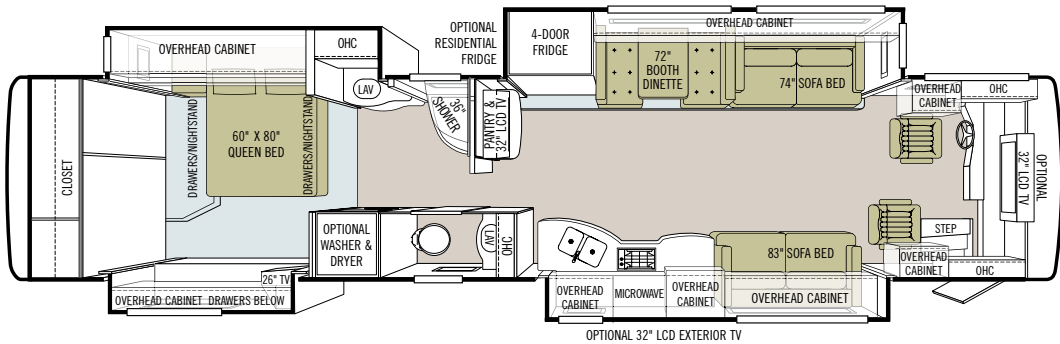 OVERHEAD CABINET
OHC
LAV
OPTIONAL
RESIDENTIAL
FRIDGE
4-DOOR
FRIDGE
OVERHEAD CABINET
72"
BOOTH
DINETTE
74" SOFA BED
OVERHEAD
CABINET
OHC
CLOSET
DRAWERS/NIGHTSTAND
60" X 80"
QUEEN BED
DRAWERS/NIGHTSTAND
36"
SHOWER
PANTRY &
32" LCD TV
OPTIONAL
32" LCD TV
OPTIONAL
WASHER &
DRYER
LAV
OHC
83" SOFA BED
STEP
OVERHEAD
CABINET
OHC
26" TV
OVERHEAD CABINET DRAWERS BELOW
OVERHEAD
CABINET
MICROWAVE
OVERHEAD
CABINET
OVERHEAD CABINET
OPTIONAL 32" LCD EXTERIOR TV